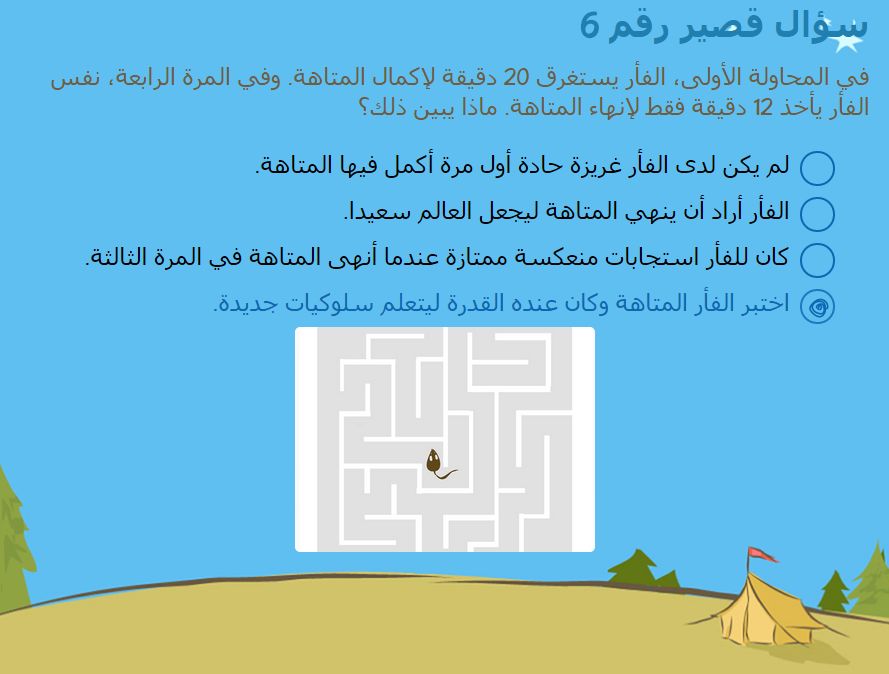 سؤال قصير رقم 6
في المحاولة الأولى، الفأر يستغرق 20 دقيقة لإكمال المتاهة. وفي المرة الرابعة، نفس
الفأر يأخذ 12 دقيقة فقط لإنهاء المتاهة. ماذا يبين ذلك؟
لم يكن لدى الفأر غريزة حادة أول مرة أكمل فيها المتاهة.
الفأر أراد أن ينهي المتاهة ليجعل العالم سعيدا.
كان للفأر استجابات منعكسة ممتازة عندما أنهى المتاهة في المرة الثالثة.
اختبر الفأر المتاهة وكان عنده القدرة ليتعلم سلوكيات جديدة.